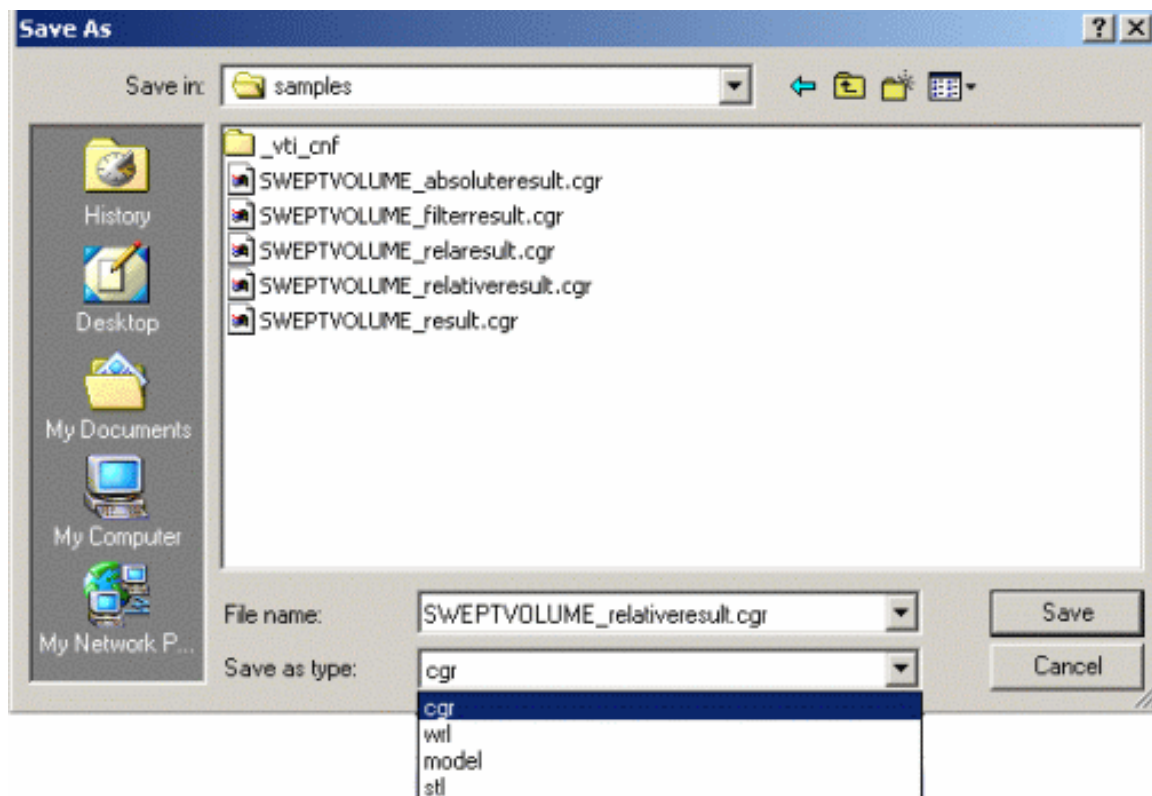 Save As
Save in:
samples
_vti_cnf
SWEPTVOLUME_absoluteresult.cgr
SWEPTVOLUME_filterresult.cgr
SWEPTVOLUME_relaresult.cgr
SWEPTVOLUME_relativeresult.cgr
SWEPTVOLUME_result.cgr
History
Desktop
My Documents
My Computer
My Network P...
File name:
SWEPTVOLUME_relativeresult.cgr
Save
Save as type:
cgr
Cancel
cgr
wrl
model
stl